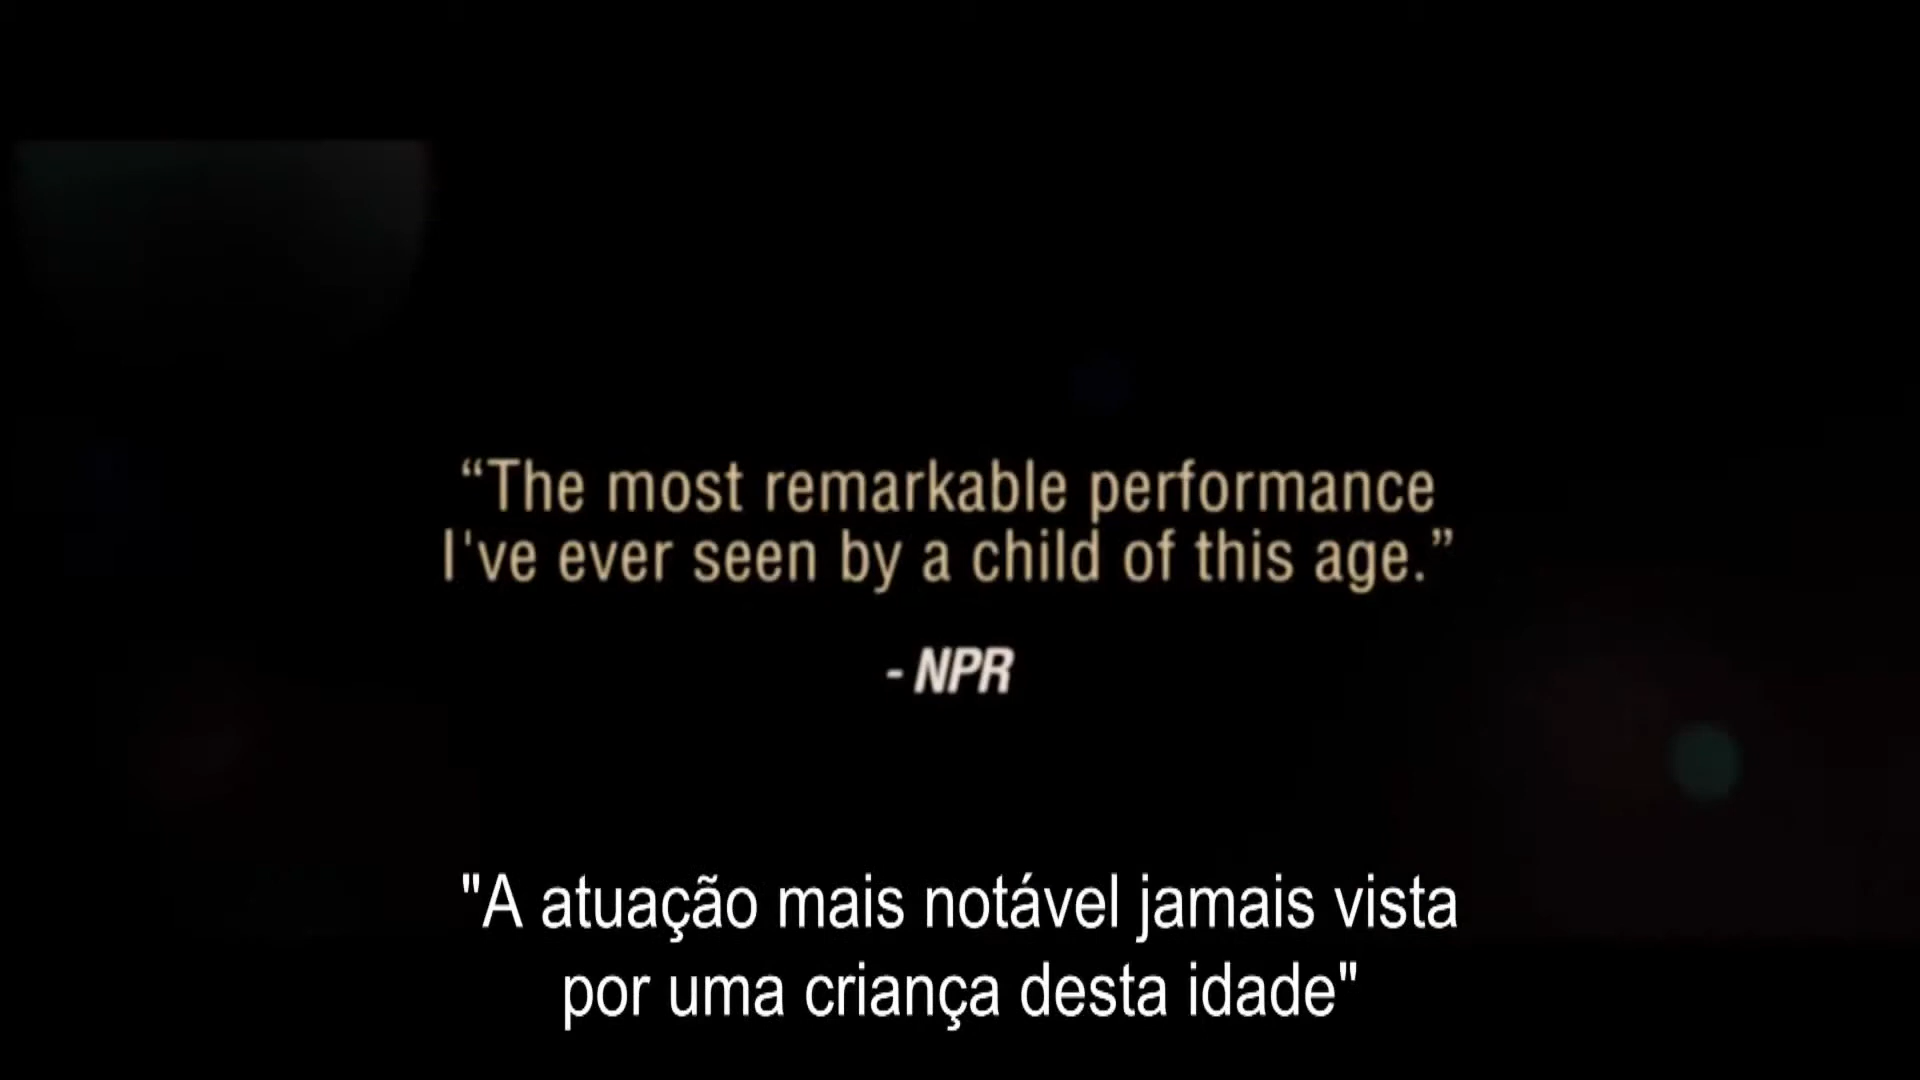 “The most remarkable performance
I've ever seen by a child of this age.”
- NPR
"A atuação mais notável jamais vista
por uma criança desta idade"